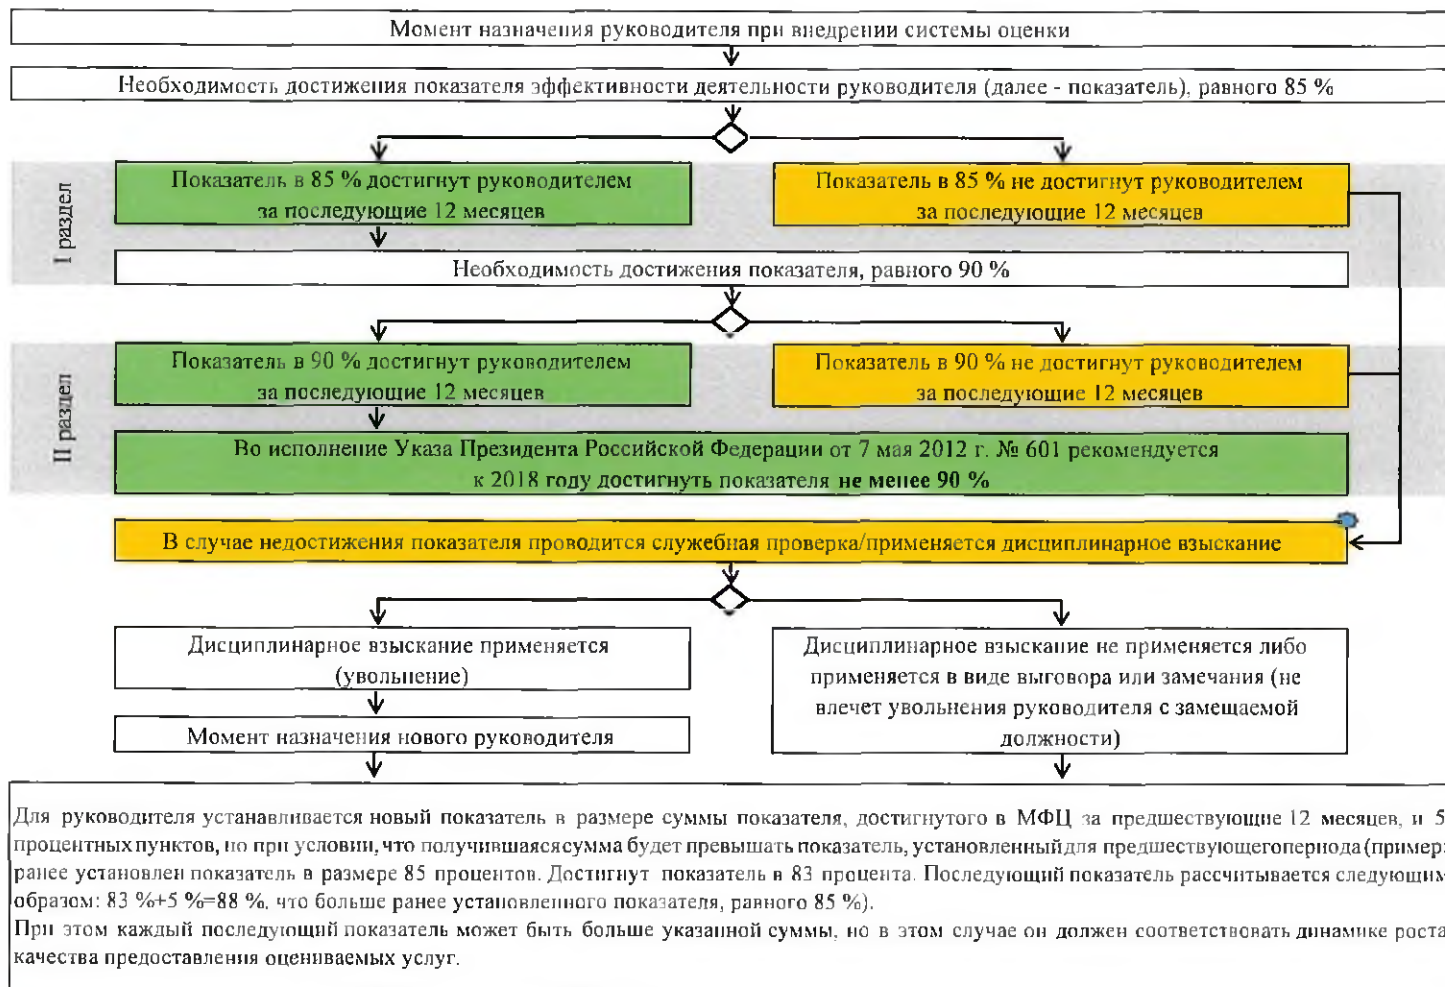 Момент назначения руководителя при внедрении системы оценки
Необходимость достижения показателя эффективности деятельности руководителя (далее - показатель), равного 85 %
I раздел
Показатель в 85 % достигнут руководителем
за последующие 12 месяцев
Показатель в 85 % не достигнут руководителем
за последующие 12 месяцев
Необходимость достижения показателя, равного 90 %
II раздел
Показатель в 90 % достигнут руководителем
за последующие 12 месяцев
Показатель в 90 % не достигнут руководителем
за последующие 12 месяцев
Во исполнение Указа Президента Российской Федерации от 7 мая 2012 г. № 601 рекомендуется
к 2018 году достигнуть показателя не менее 90 %
В случае недостижения показателя проводится служебная проверка/применяется дисциплинарное взыскание
Дисциплинарное взыскание применяется
(увольнение)
Момент назначения нового руководителя
Дисциплинарное взыскание не применяется либо
применяется в виде выговора или замечания (не
влечет увольнения руководителя с замещаемой
должности)
Для руководителя устанавливается новый показатель в размере суммы показателя, достигнутого в МФЦ за предшествующие 12 месяцев, и 5
процентных пунктов, но при условии, что получившаяся сумма будет превышать показатель, установленный для предшествующего периода (пример:
ранее установлен показатель в размере 85 процентов. Достигнут показатель в 83 процента. Последующий показатель рассчитывается следующим
образом: 83 %+5 %=88 %, что больше ранее установленного показателя, равного 85 %).
При этом каждый последующий показатель может быть больше указанной суммы, но в этом случае он должен соответствовать динамике роста
качества предоставления оцениваемых услуг.